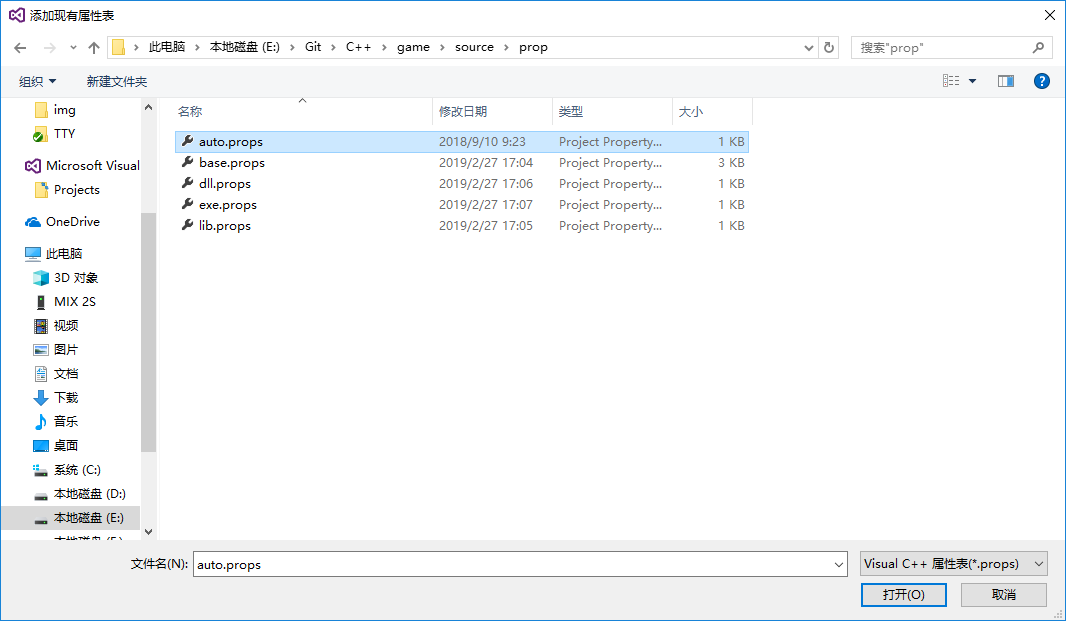 添加现有属性表
此电脑 › 本地磁盘 (E:) › Git › C++ › game › source › prop
搜索"prop"
组织 新建文件夹
名称 修改日期 类型 大小
auto.props 2018/9/10 9:23 Project Property... 1 KB
base.props 2019/2/27 17:04 Project Property... 3 KB
dll.props 2019/2/27 17:06 Project Property... 1 KB
exe.props 2019/2/27 17:07 Project Property... 1 KB
lib.props 2019/2/27 17:05 Project Property... 1 KB
img
TTY
Microsoft Visual
Projects
OneDrive
此电脑
3D 对象
MIX 2S
视频
图片
文档
下载
音乐
桌面
系统 (C:)
本地磁盘 (D:)
本地磁盘 (E:)
文件名(N): auto.props Visual C++ 属性表(*.props)
打开(O) 取消